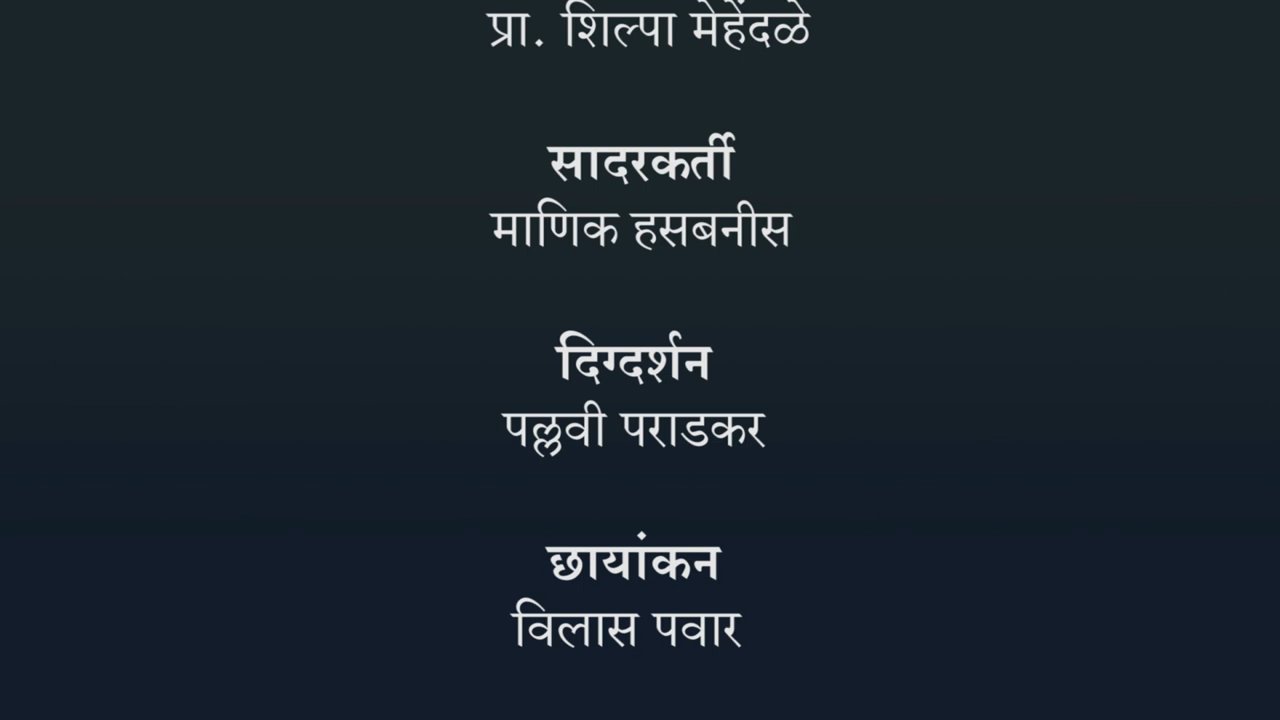 प्रा. शिल्पा मेहेंदळे
सादरकर्ती
माणिक हसबनीस
दिग्दर्शन
पल्लवी पराडकर
छायांकन
विलास पवार